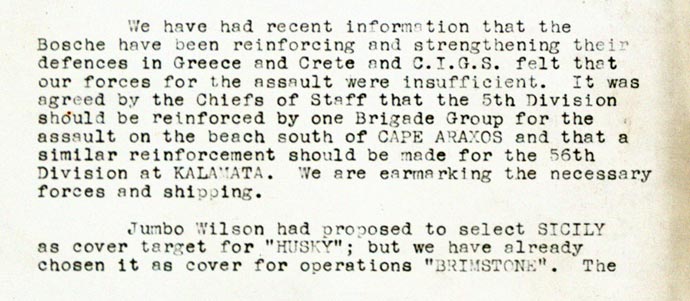 We have had recent information that the
Bosche have been reinforcing and strengthening their
defences in Greece and Crete and C.I.G.S. felt that
our forces for the assault were insufficient. It was
agreed by the Chiefs of Staff that the 5th Division
should be reinforced by one Brigade Group for the
assault on the beach south of CAPE ARAXOS and that a
similar reinforcement should be made for the 56th
Division at KALAMATA. We are earmarking the necessary
forces and shipping.
Jumbo Wilson had proposed to select SICILY
as cover target for "HUSKY"; but we have already
chosen it as cover for operations "BRIMSTONE". The